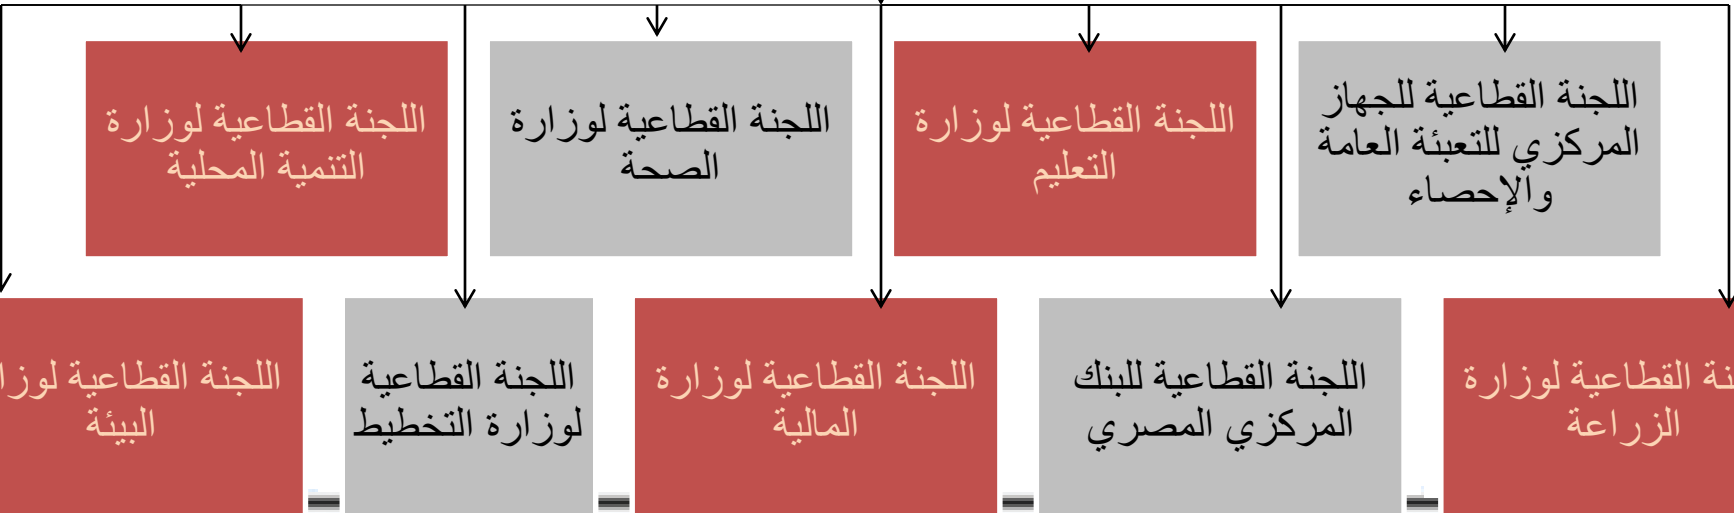 اللجنة القطاعية للجهاز
المركزي للتعبئة العامة
والإحصاء
اللجنة القطاعية لوزارة
التعليم
اللجنة القطاعية لوزارة
الصحة
اللجنة القطاعية لوزارة
التنمية المحلية
القطاعية لوزارة
الزراعة
اللجنة القطاعية للبنك
المركزي المصري
اللجنة القطاعية لوزارة
المالية
اللجنة القطاعية
لوزارة التخطيط
اللجنة القطاعية
البيئة